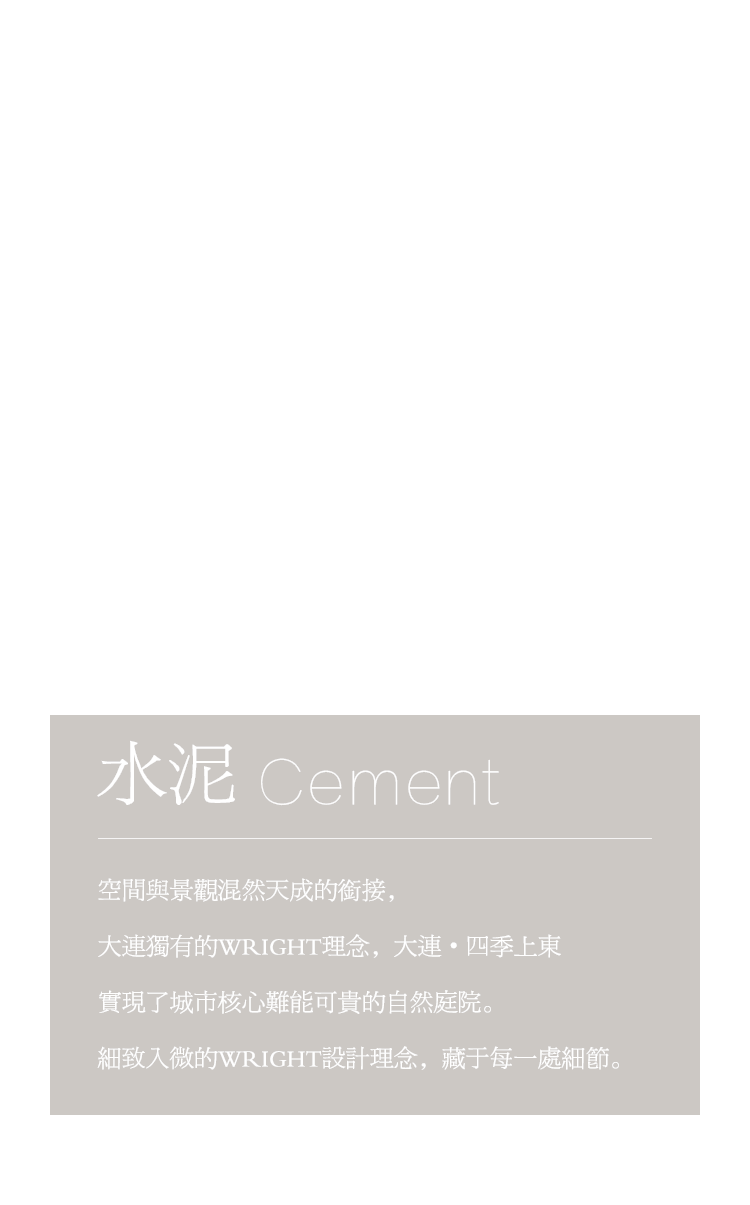 水泥 Cement
空間與景觀混然天成的銜接，
大連獨有的WRIGHT理念，大連·四季上東
實現了城市核心難能可貴的自然庭院。
細致入微的WRIGHT設計理念，藏于每一處細節。